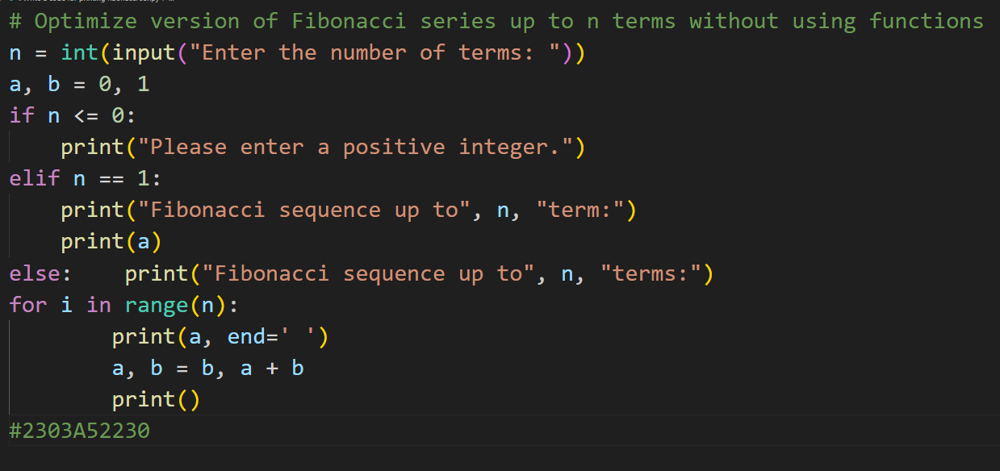 # Optimize version of Fibonacci series up to n terms without using functions
n = int(input("Enter the number of terms: "))
a, b = 0, 1
if n <= 0:
    print("Please enter a positive integer.")
elif n == 1:
    print("Fibonacci sequence up to", n, "term:")
    print(a)
else:    print("Fibonacci sequence up to", n, "terms:")
for i in range(n):
        print(a, end=' ')
        a, b = b, a + b
        print()
#2303A52230